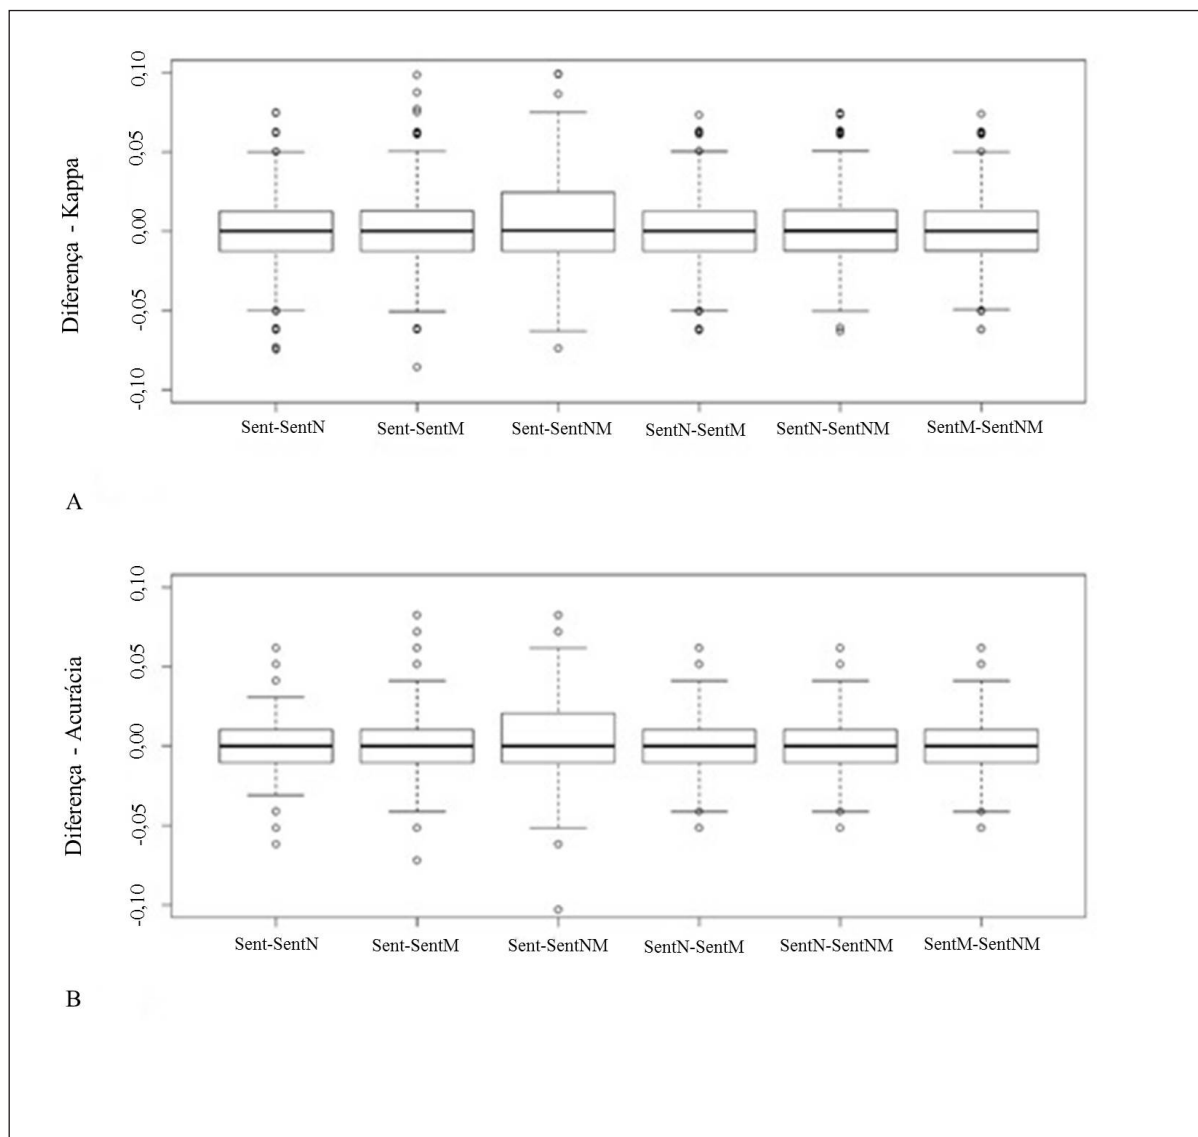 0,10
0,05
0,00
-0,05
-0,10
Diferença - Kappa
Sent-SentN Sent-SentM Sent-SentNM SentN-SentM SentN-SentNM SentM-SentNM
A
0,10
0,05
0,00
-0,05
-0,10
Diferença - Acurácia
Sent-SentN Sent-SentM Sent-SentNM SentN-SentM SentN-SentNM SentM-SentNM
B